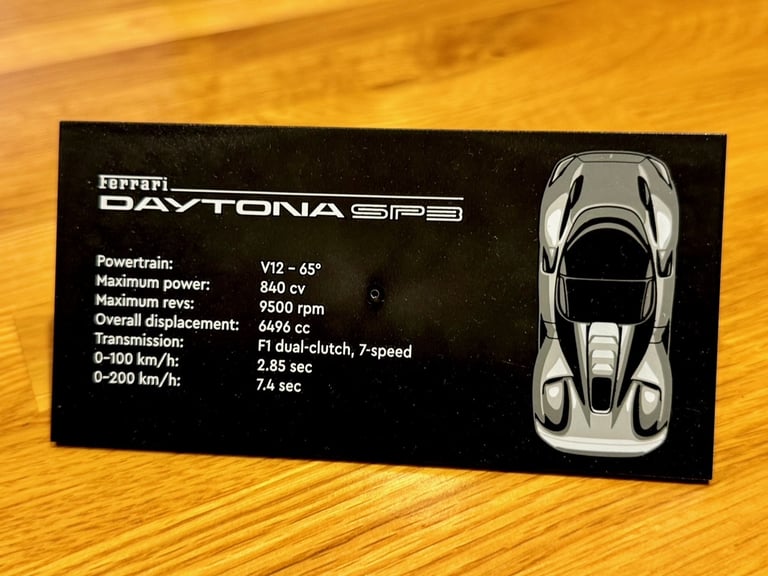 Ferrari
DAYTONA SP3
Powertrain: V12 – 65°
Maximum power: 840 cv
Maximum revs: 9500 rpm
Overall displacement: 6496 cc
Transmission: F1 dual-clutch, 7-speed
0-100 km/h: 2.85 sec
0-200 km/h: 7.4 sec